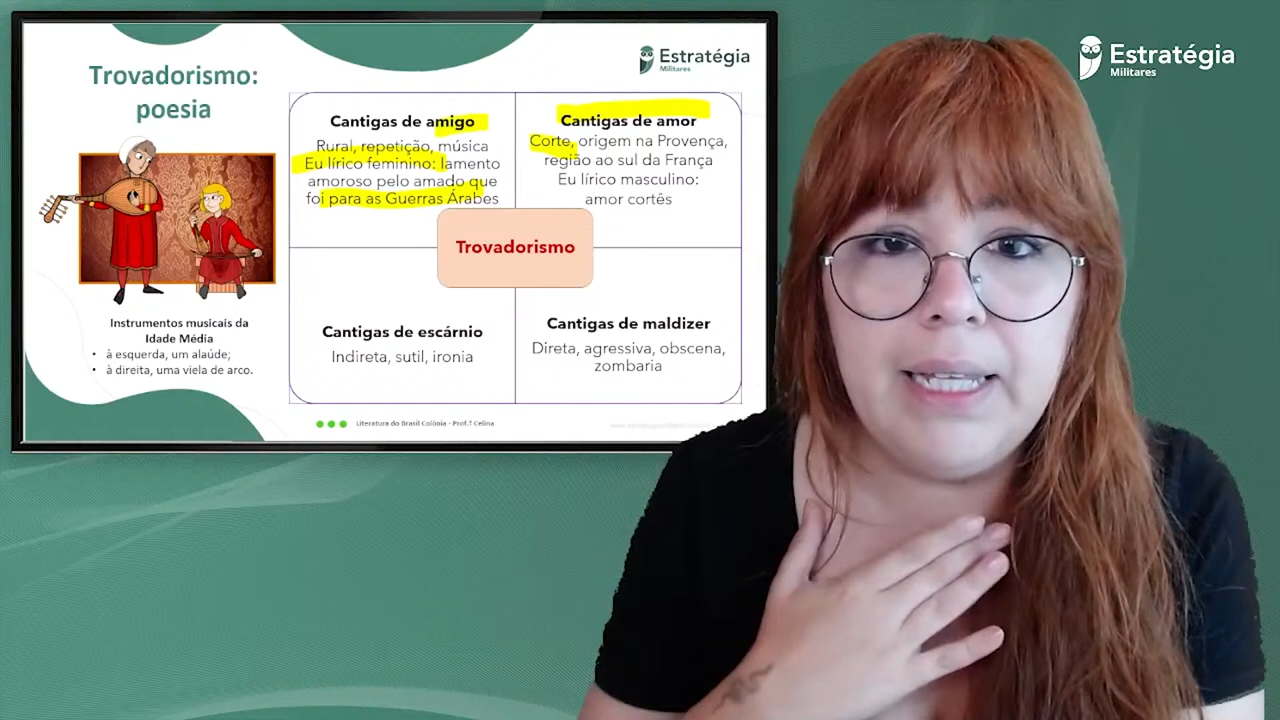 Trovadorismo:
poesia
Estratégia
Militares
Cantigas de amigo
Rural, repetição, música
Eu lírico feminino: lamento
amoroso pelo amado que
foi para as Guerras Árabes
Cantigas de amor
Corte, origem na Provença,
região ao sul da França
Eu lírico masculino:
amor cortês
Trovadorismo
Cantigas de escárnio
Indireta, sutil, ironia
Cantigas de maldizer
Direta, agressiva, obscena,
zombaria
Instrumentos musicais da
Idade Média
• à esquerda, um alaúde;
• à direita, uma viela de arco.
Literatura do Brasil Colônia - Prof.ª Celina
Estratégia
Militares